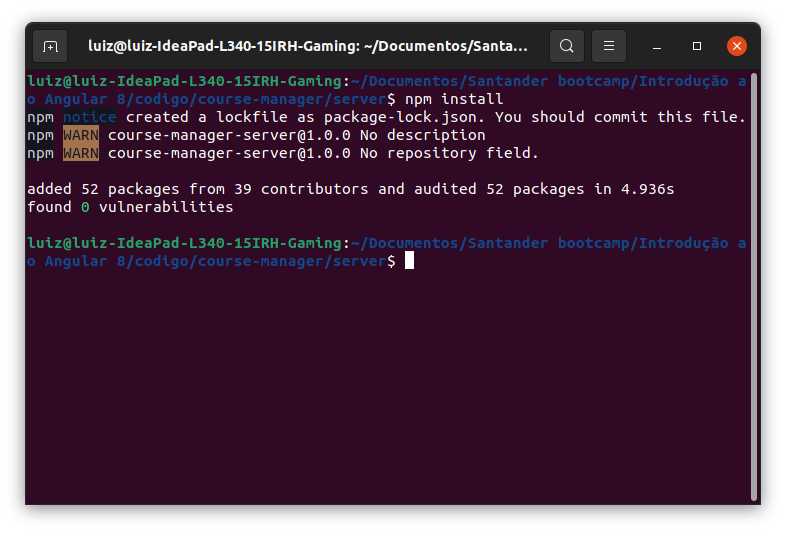 luiz@luiz-IdeaPad-L340-15IRH-Gaming: ~/Documentos/Santa...
luiz@luiz-IdeaPad-L340-15IRH-Gaming:~/Documentos/Santander bootcamp/Introdução a
o Angular 8/codigo/course-manager/server$ npm install
npm notice created a lockfile as package-lock.json. You should commit this file.
npm WARN course-manager-server@1.0.0 No description
npm WARN course-manager-server@1.0.0 No repository field.
added 52 packages from 39 contributors and audited 52 packages in 4.936s
found 0 vulnerabilities
luiz@luiz-IdeaPad-L340-15IRH-Gaming:~/Documentos/Santander bootcamp/Introdução a
o Angular 8/codigo/course-manager/server$